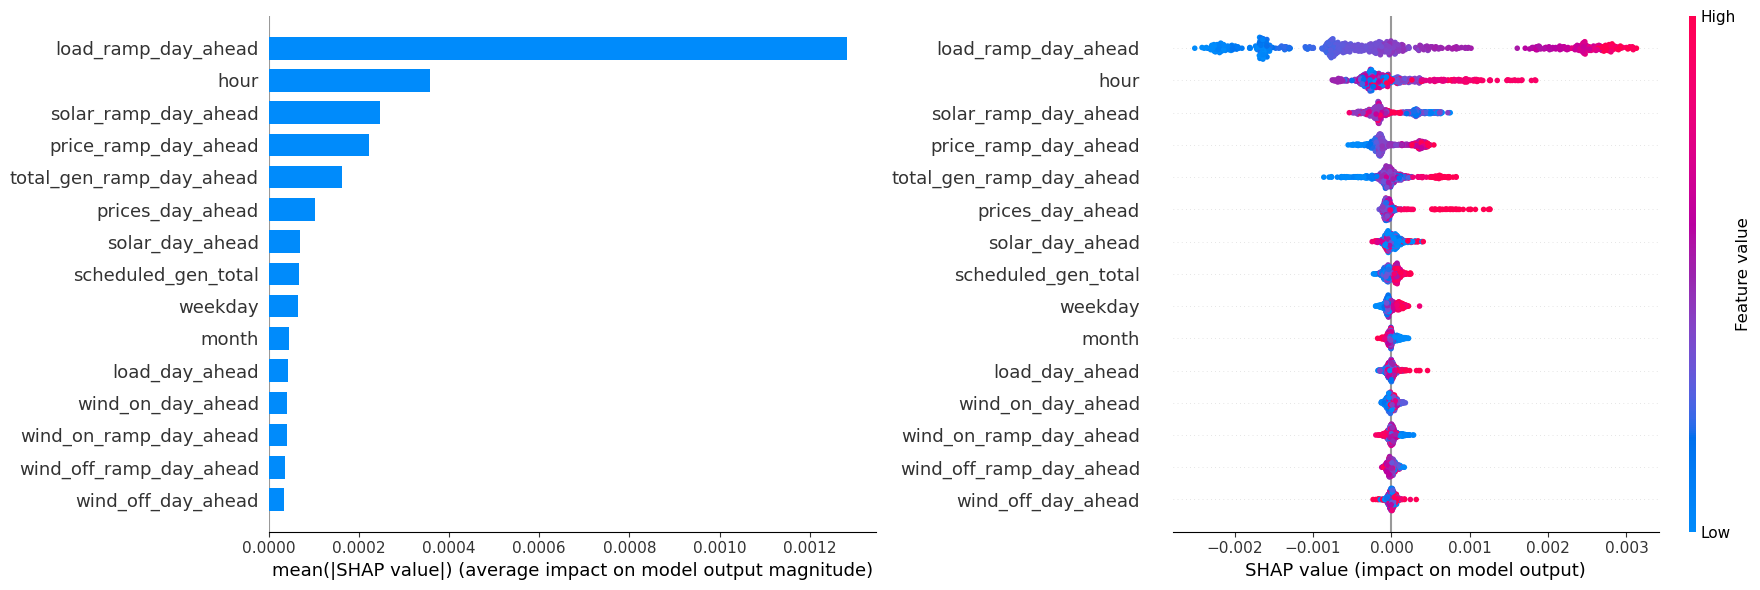 load_ramp_day_ahead
hour
solar_ramp_day_ahead
price_ramp_day_ahead
total_gen_ramp_day_ahead
prices_day_ahead
solar_day_ahead
scheduled_gen_total
weekday
month
load_day_ahead
wind_on_day_ahead
wind_on_ramp_day_ahead
wind_off_ramp_day_ahead
wind_off_day_ahead
0.0000 0.0002 0.0004 0.0006 0.0008 0.0010 0.0012
mean(|SHAP value|) (average impact on model output magnitude)
load_ramp_day_ahead
hour
solar_ramp_day_ahead
price_ramp_day_ahead
total_gen_ramp_day_ahead
prices_day_ahead
solar_day_ahead
scheduled_gen_total
weekday
month
load_day_ahead
wind_on_day_ahead
wind_on_ramp_day_ahead
wind_off_ramp_day_ahead
wind_off_day_ahead
−0.002 −0.001 0.000 0.001 0.002 0.003
SHAP value (impact on model output)
High
Feature value
Low